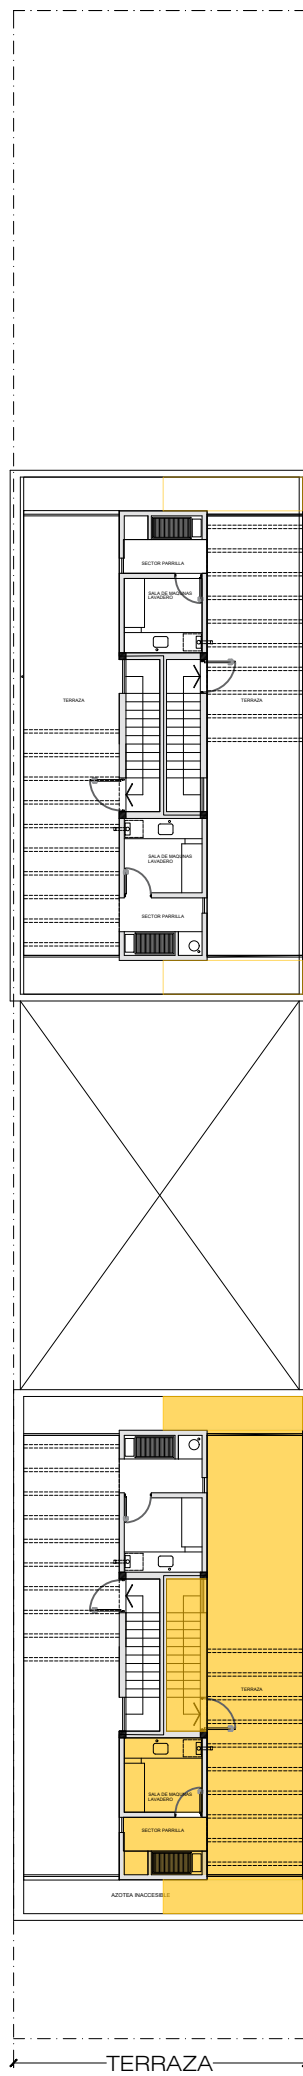 SECTOR PARRILLA
SALA DE MAQUINAS
LAVADERO
TERRAZA
TERRAZA
SALA DE MAQUINAS
LAVADERO
SECTOR PARRILLA
TERRAZA
SALA DE MAQUINAS
LAVADERO
SECTOR PARRILLA
AZOTEA INACCESIBLE
TERRAZA